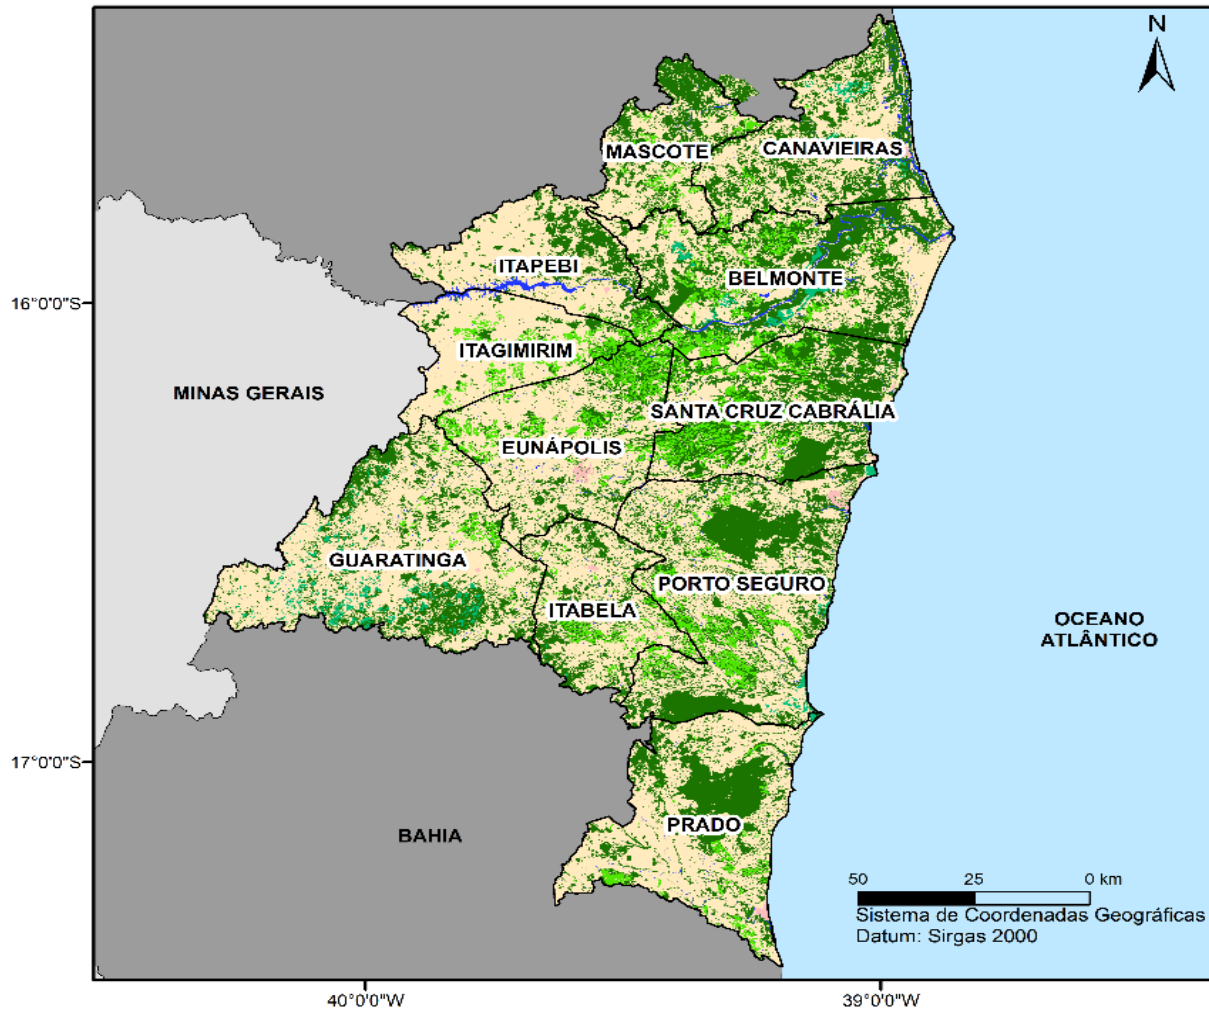 N
MASCOTE
CANAVIEIRAS
ITAPEBI
BELMONTE
16°0'0"S
ITAGIMIRIM
MINAS GERAIS
SANTA CRUZ CABRÁLIA
EUNÁPOLIS
GUARATINGA
PORTO SEGURO
ITABELA
OCEANO
ATLÂNTICO
17°0'0"S
PRADO
BAHIA
50 25 0 km
Sistema de Coordenadas Geográficas
Datum: Sirgas 2000
40°0'0"W 39°0'0"W